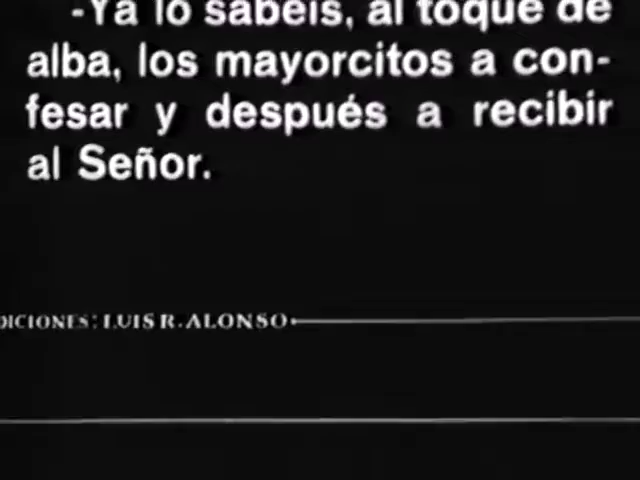 -Ya lo sabéis, al toque de
alba, los mayorcitos a con-
fesar y después a recibir
al Señor.
DICIONES: LUIS R. ALONSO